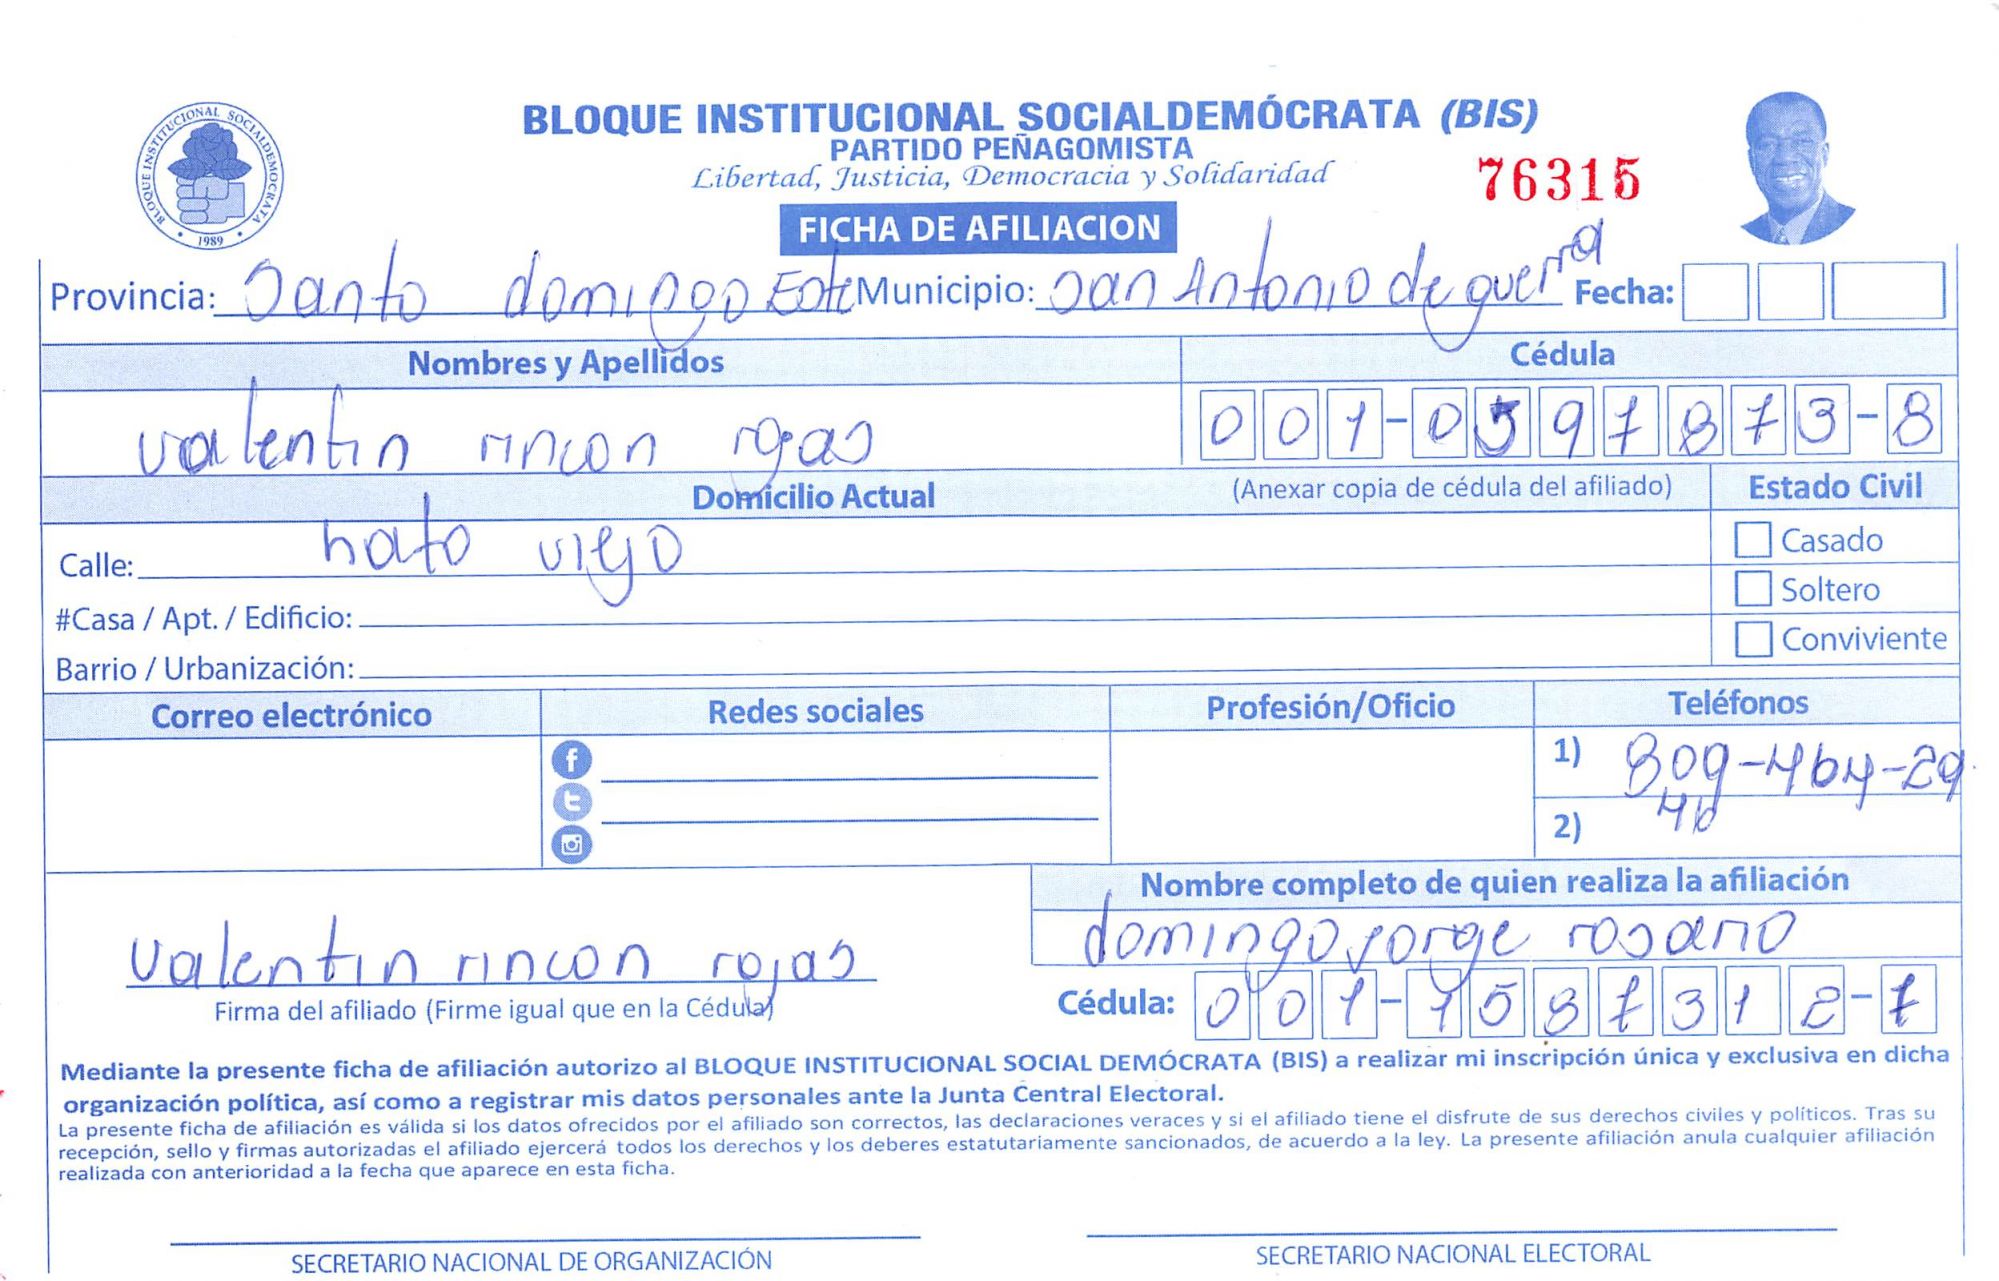 BLOQUE INSTITUCIONAL SOCIALDEMOCRATA
1989
BLOQUE INSTITUCIONAL SOCIALDEMÓCRATA (BIS)
PARTIDO PEÑAGOMISTA
Libertad, Justicia, Democracia y Solidaridad
76315
FICHA DE AFILIACION
Provincia: Santo domingo Este Municipio: San Antonio de guerra Fecha:
Nombres y Apellidos Cédula
valentin rincon rojas 001-0597873-8
Domicilio Actual (Anexar copia de cédula del afiliado) Estado Civil
Calle: hato viejo Casado
#Casa / Apt. / Edificio: Soltero
Barrio / Urbanización: Conviviente
Correo electrónico Redes sociales Profesión/Oficio Teléfonos
1) 809-464-29
2) 46
Nombre completo de quien realiza la afiliación
domingo jorge rosario
valentin rincon rojas
Firma del afiliado (Firme igual que en la Cédula)
Cédula: 001-1587312-7
Mediante la presente ficha de afiliación autorizo al BLOQUE INSTITUCIONAL SOCIAL DEMÓCRATA (BIS) a realizar mi inscripción única y exclusiva en dicha
organización política, así como a registrar mis datos personales ante la Junta Central Electoral.
La presente ficha de afiliación es válida si los datos ofrecidos por el afiliado son correctos, las declaraciones veraces y si el afiliado tiene el disfrute de sus derechos civiles y políticos. Tras su
recepción, sello y firmas autorizadas el afiliado ejercerá todos los derechos y los deberes estatutariamente sancionados, de acuerdo a la ley. La presente afiliación anula cualquier afiliación
realizada con anterioridad a la fecha que aparece en esta ficha.
SECRETARIO NACIONAL DE ORGANIZACIÓN SECRETARIO NACIONAL ELECTORAL